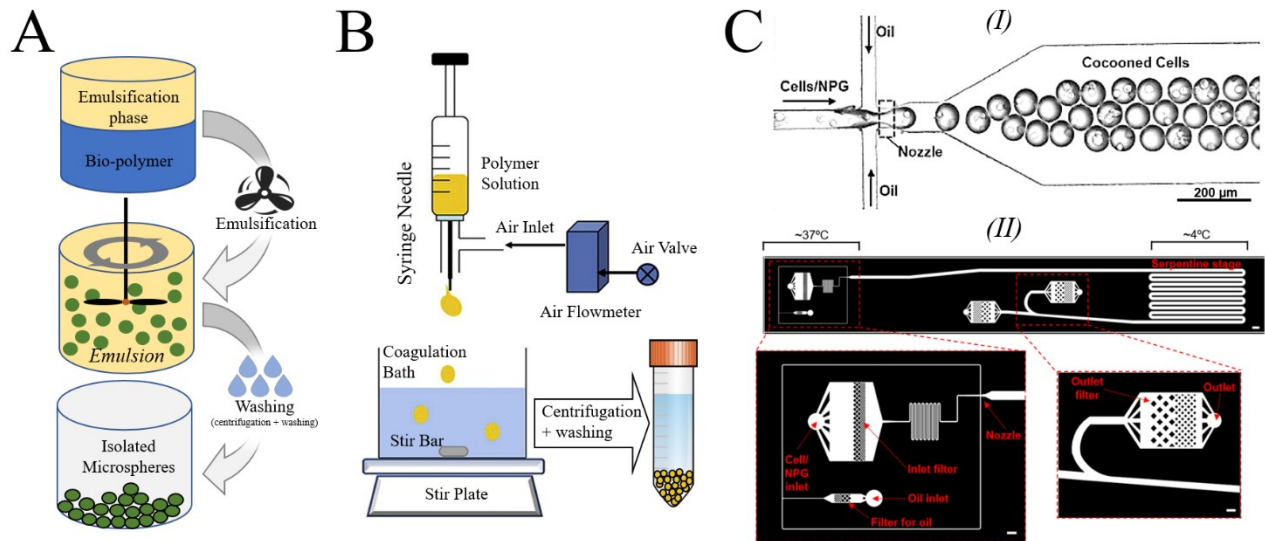 A
Emulsification
phase
Bio-polymer
Emulsification
Emulsion
Washing
(centrifugation + washing)
Isolated
Microspheres
B
Syringe Needle
Polymer
Solution
Air Inlet
Air Valve
Air Flowmeter
Coagulation
Bath
Stir Bar
Stir Plate
Centrifugation
+ washing
C
(I)
Oil
Cocooned Cells
Cells/NPG
Nozzle
Oil
200 µm
(II)
~37ºC
~4ºC
Serpentine stage
Cell/
NPG
inlet
Inlet filter
Oil inlet
Filter for oil
Nozzle
Outlet
filter
Outlet